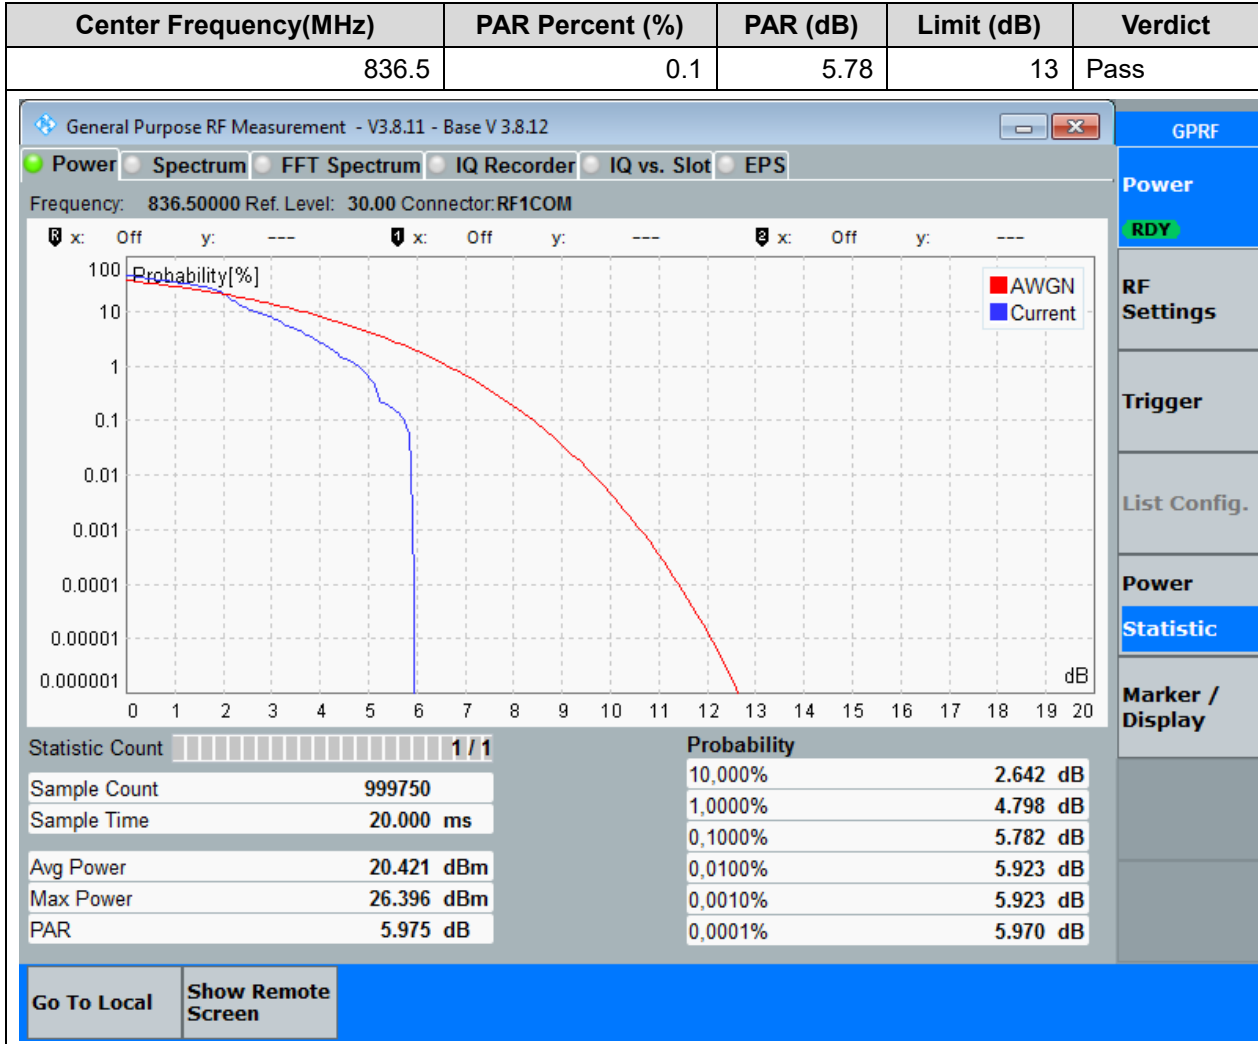 Center Frequency(MHz) PAR Percent (%) PAR (dB) Limit (dB) Verdict
836.5 0.1 5.78 13 Pass
General Purpose RF Measurement - V3.8.11 - Base V 3.8.12
GPRF
Power Spectrum FFT Spectrum IQ Recorder IQ vs. Slot EPS
Power
RDY
Frequency: 836.50000 Ref. Level: 30.00 Connector: RF1COM
R x: Off y: --- 1 x: Off y: --- 2 x: Off y: ---
Probability[%]
100
10
1
0.1
0.01
0.001
0.0001
0.00001
0.000001
AWGN
Current
dB
0 1 2 3 4 5 6 7 8 9 10 11 12 13 14 15 16 17 18 19 20
RF
Settings
Trigger
List Config.
Power
Statistic
Marker /
Display
Statistic Count 1 / 1
Sample Count 999750
Sample Time 20.000 ms
Avg Power 20.421 dBm
Max Power 26.396 dBm
PAR 5.975 dB
Probability
10,000% 2.642 dB
1,0000% 4.798 dB
0,1000% 5.782 dB
0,0100% 5.923 dB
0,0010% 5.923 dB
0,0001% 5.970 dB
Go To Local
Show Remote
Screen